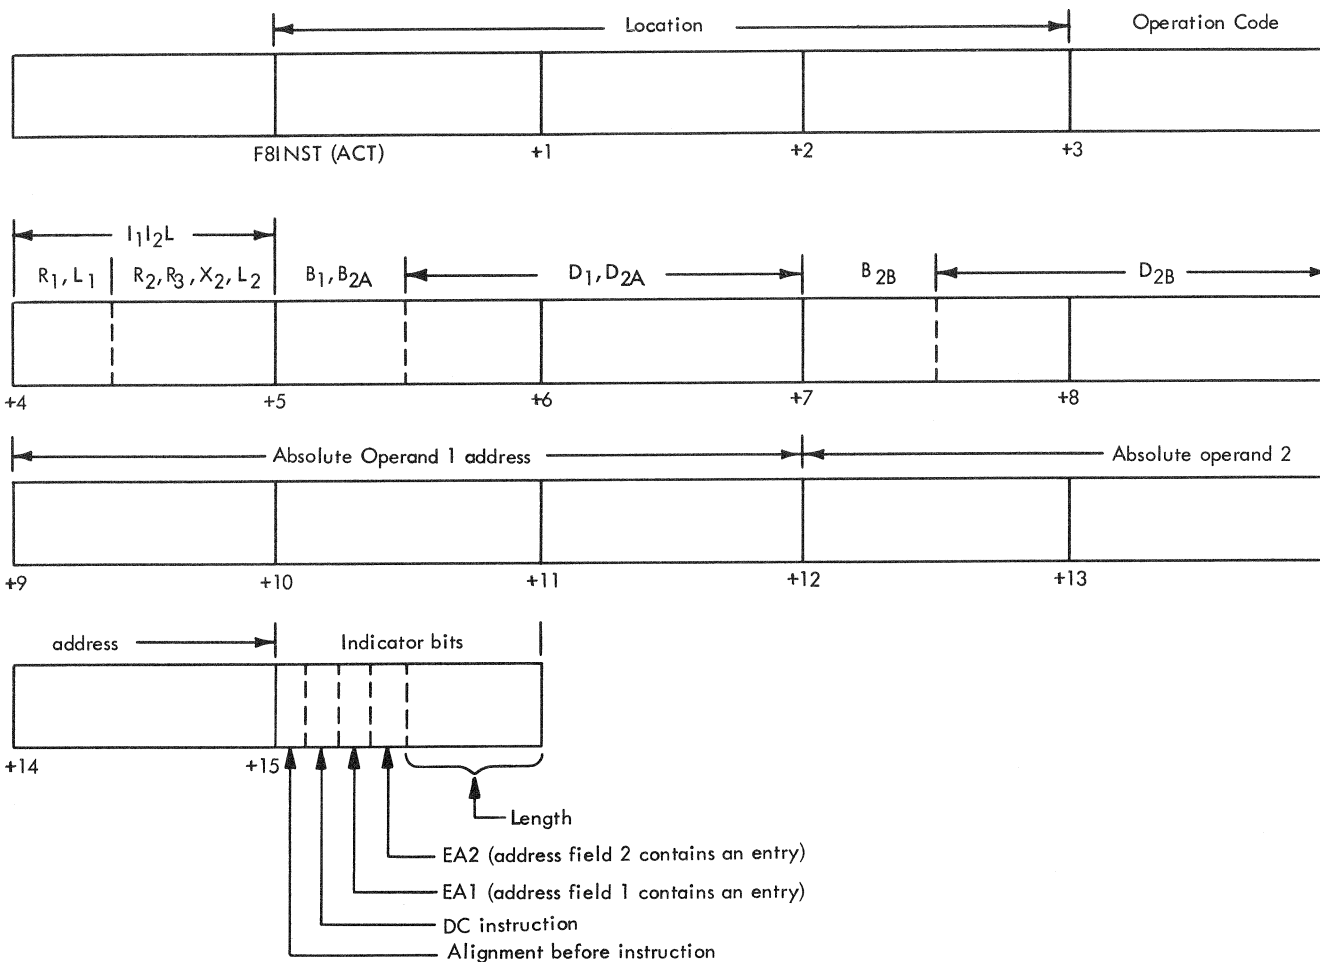 Location Operation Code
F8INST (ACT) +1 +2 +3
I1I2L
R1, L1 R2, R3, X2, L2 B1, B2A D1, D2A B2B D2B
+4 +5 +6 +7 +8
Absolute Operand 1 address Absolute operand 2
+9 +10 +11 +12 +13
address Indicator bits
+14 +15
Length
EA2 (address field 2 contains an entry)
EA1 (address field 1 contains an entry)
DC instruction
Alignment before instruction